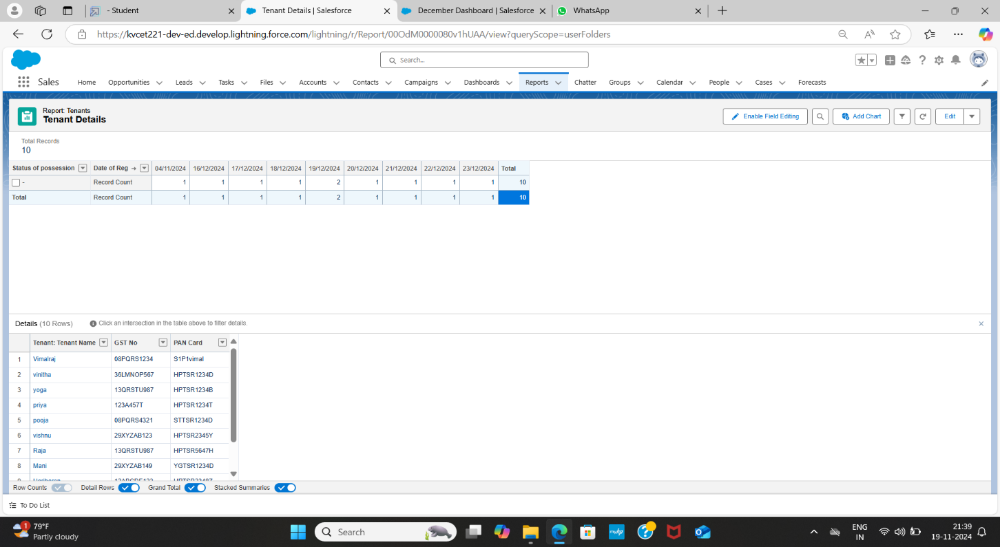 - Student
Tenant Details | Salesforce
December Dashboard | Salesforce
WhatsApp
https://kvcet221-dev-ed.develop.lightning.force.com/lightning/r/Report/00OdM0000080v1hUAA/view?queryScope=userFolders
Search...
Sales Home Opportunities Leads Tasks Files Accounts Contacts Campaigns Dashboards Reports Chatter Groups Calendar People Cases Forecasts
Report: Tenants
Tenant Details
Enable Field Editing Add Chart Edit
Total Records
10
Status of possession Date of Reg → 04/11/2024 16/12/2024 17/12/2024 18/12/2024 19/12/2024 20/12/2024 21/12/2024 22/12/2024 23/12/2024 Total
- Record Count 1 1 1 1 2 1 1 1 1 10
Total Record Count 1 1 1 1 2 1 1 1 1 10
Details (10 Rows) Click an intersection in the table above to filter details.
Tenant: Tenant Name GST No PAN Card
1 Vimalraj 08PQRS1234 S1P1vimal
2 vinitha 36LMNOP567 HPTSR1234D
3 yoga 13QRSTU987 HPTSR1234B
4 priya 123A457T HPTSR1234T
5 pooja 08PQRS4321 STTSR1234D
6 vishnu 29XYZAB123 HPTSR2345Y
7 Raja 13QRSTU987 HPTSR5647H
8 Mani 29XYZAB149 YGTSR1234D
Row Counts Detail Rows Grand Total Stacked Summaries
To Do List
1
79°F
Partly cloudy
Search
myhp
ENG
IN
21:39
19-11-2024